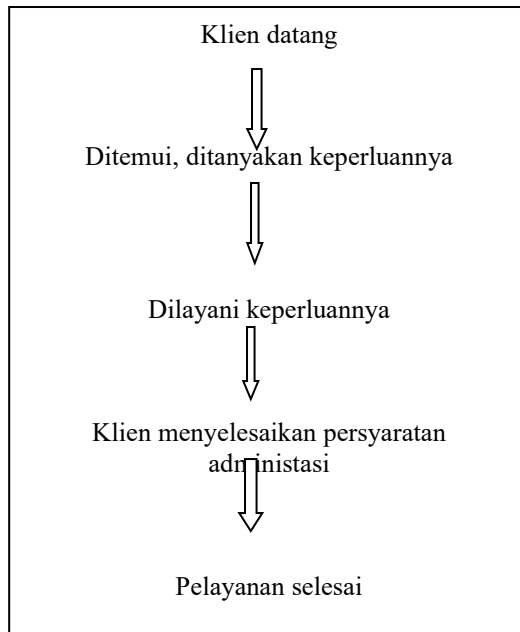 Klien datang
Ditemui, ditanyakan keperluannya
Dilayani keperluannya
Klien menyelesaikan persyaratan
administasi
Pelayanan selesai